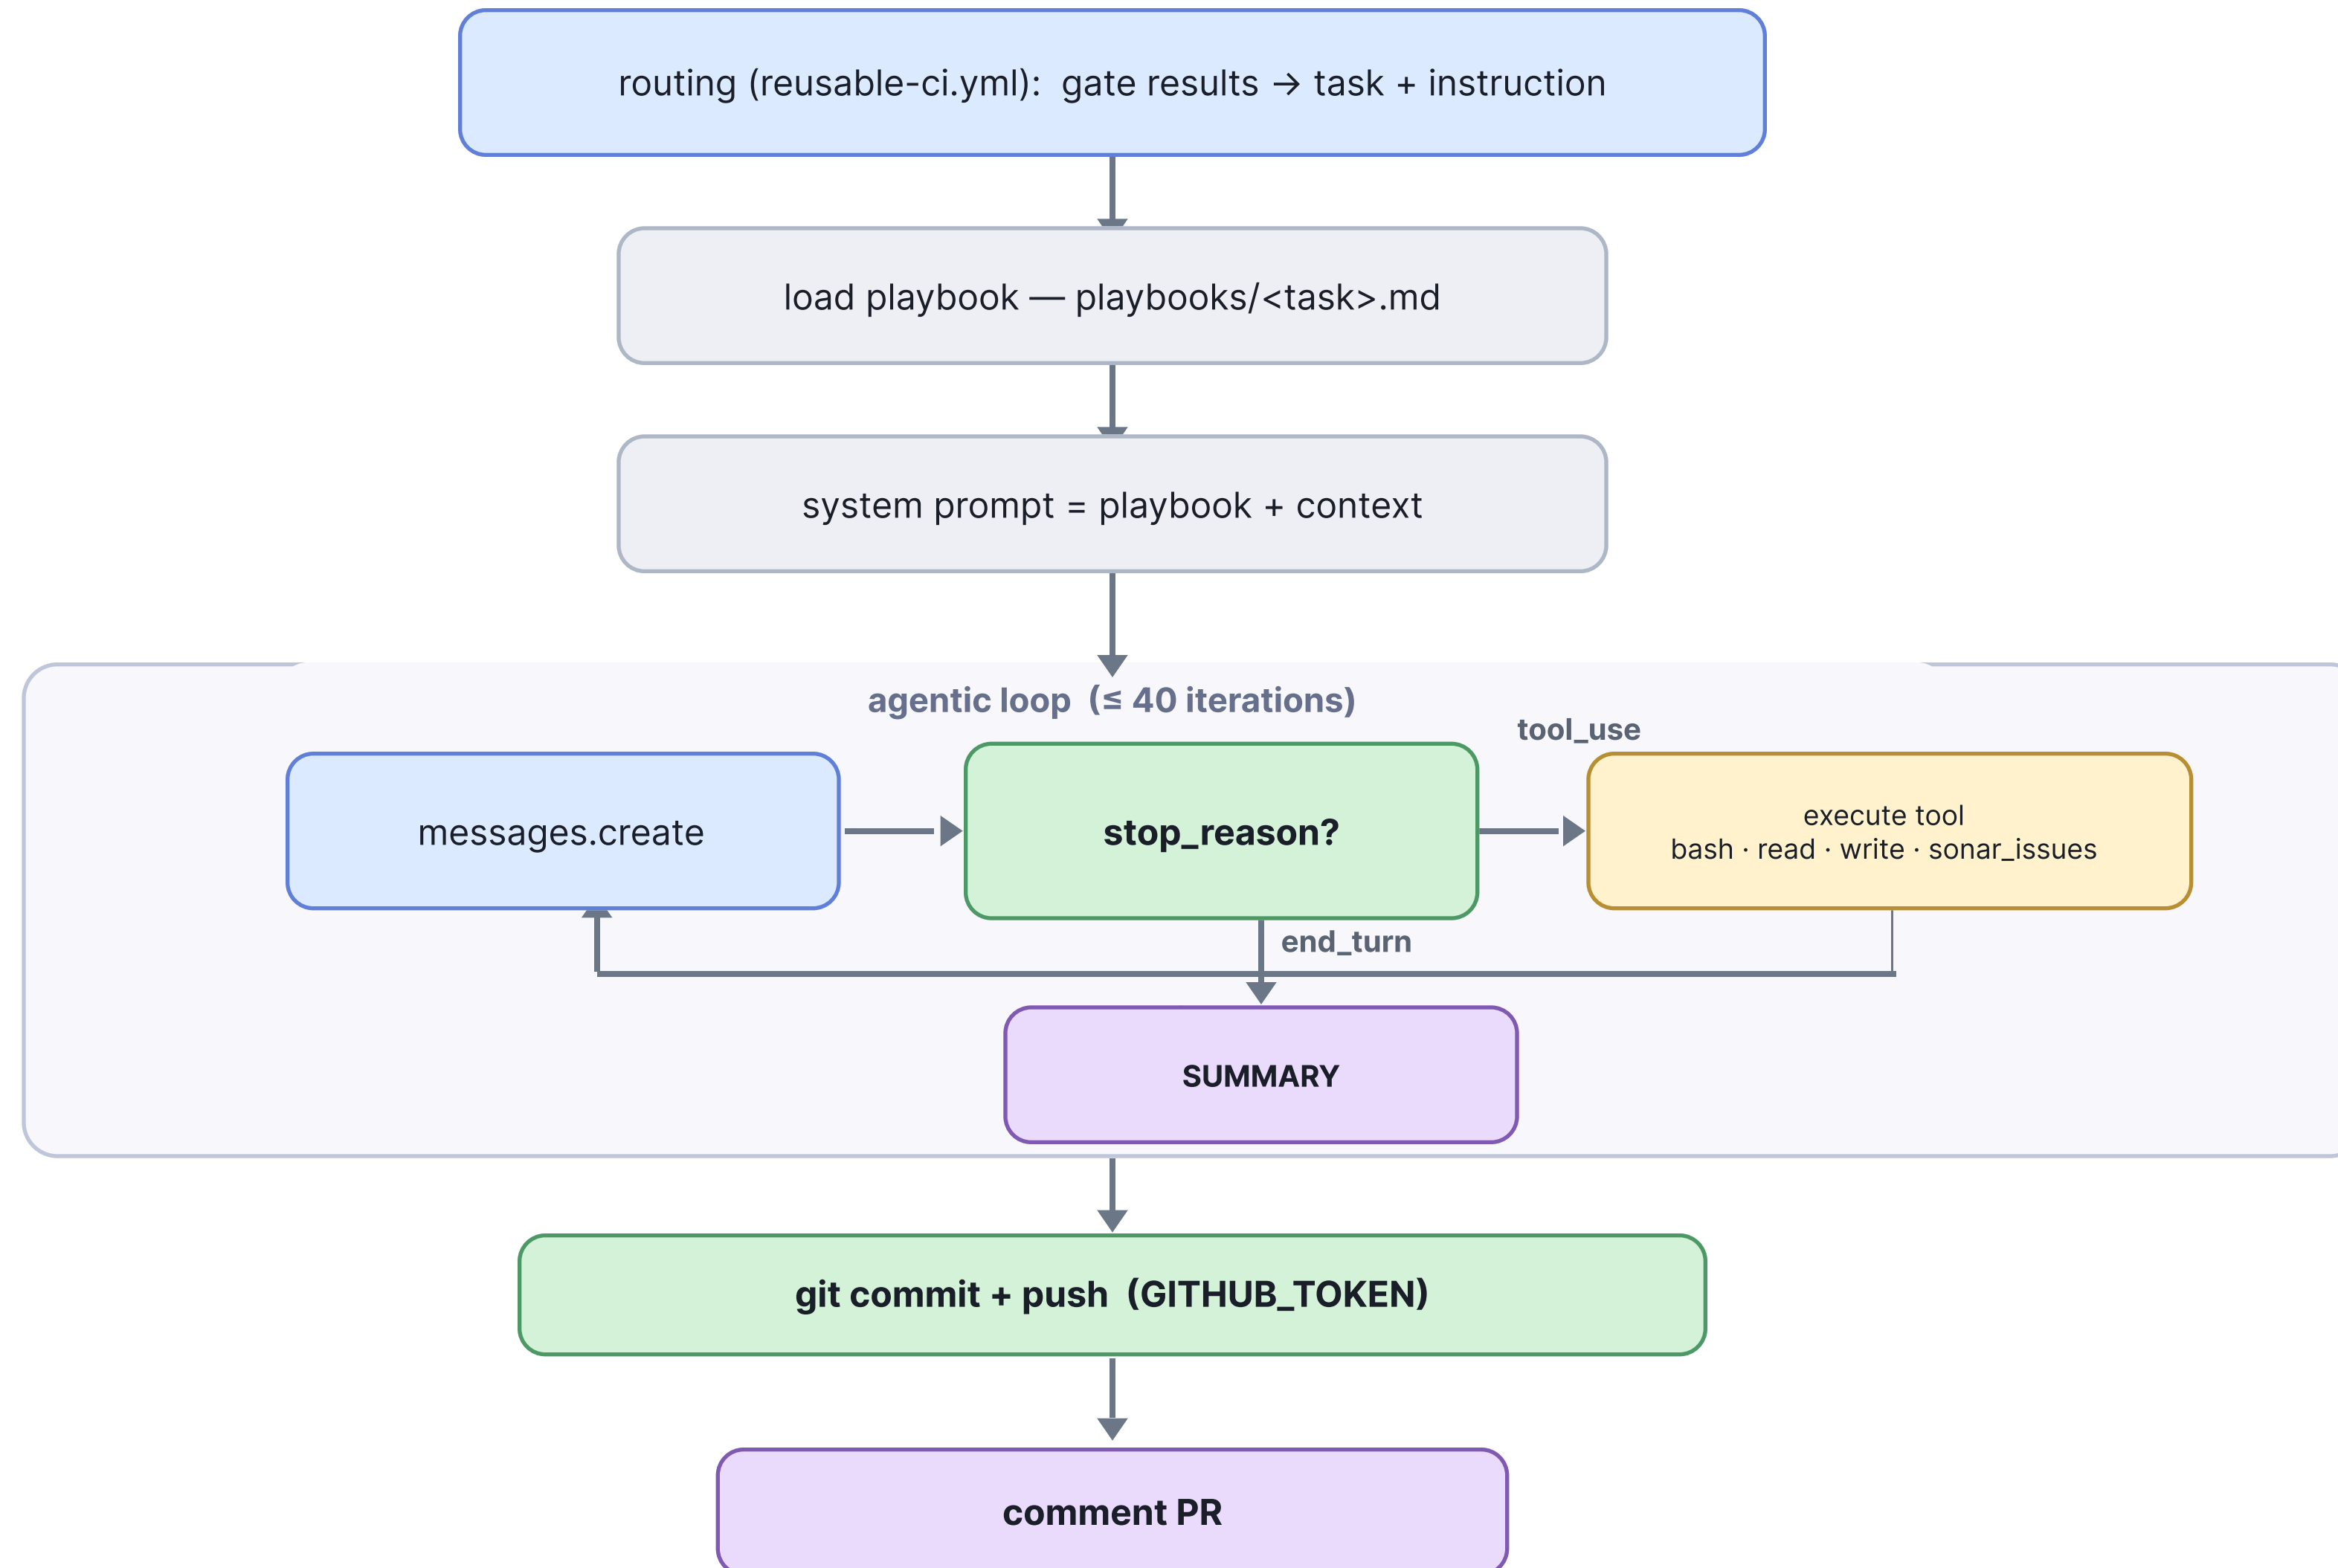 routing (reusable-ci.yml): gate results → task + instruction
load playbook — playbooks/<task>.md
system prompt = playbook + context
agentic loop (≤ 40 iterations)
tool_use
messages.create
stop_reason?
execute tool
bash · read · write · sonar_issues
end_turn
SUMMARY
git commit + push (GITHUB_TOKEN)
comment PR